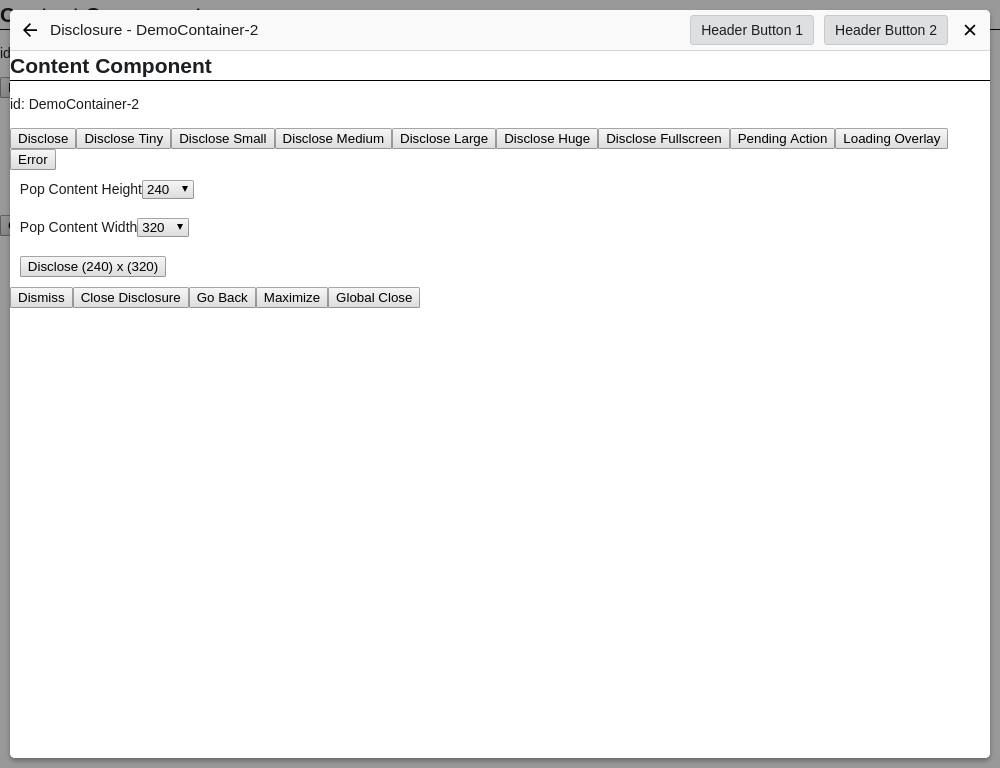 Disclosure - DemoContainer-2 Header Button 1 Header Button 2
Content Component
id: DemoContainer-2
Disclose Disclose Tiny Disclose Small Disclose Medium Disclose Large Disclose Huge Disclose Fullscreen Pending Action Loading Overlay
Error
Pop Content Height 240
Pop Content Width 320
Disclose (240) x (320)
Dismiss Close Disclosure Go Back Maximize Global Close